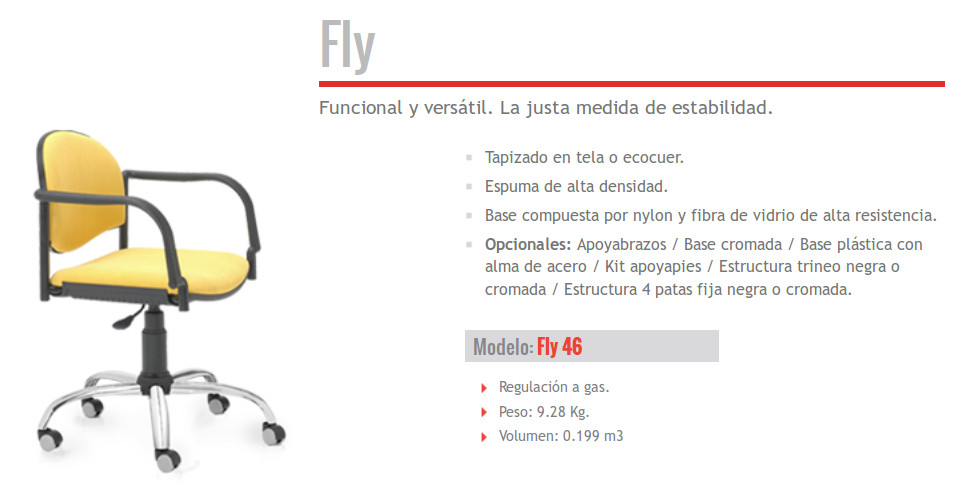 Fly
Funcional y versátil. La justa medida de estabilidad.
Tapizado en tela o ecocuer.
Espuma de alta densidad.
Base compuesta por nylon y fibra de vidrio de alta resistencia.
Opcionales: Apoyabrazos / Base cromada / Base plástica con
alma de acero / Kit apoyapies / Estructura trineo negra o
cromada / Estructura 4 patas fija negra o cromada.
Modelo: Fly 46
Regulación a gas.
Peso: 9.28 Kg.
Volumen: 0.199 m3